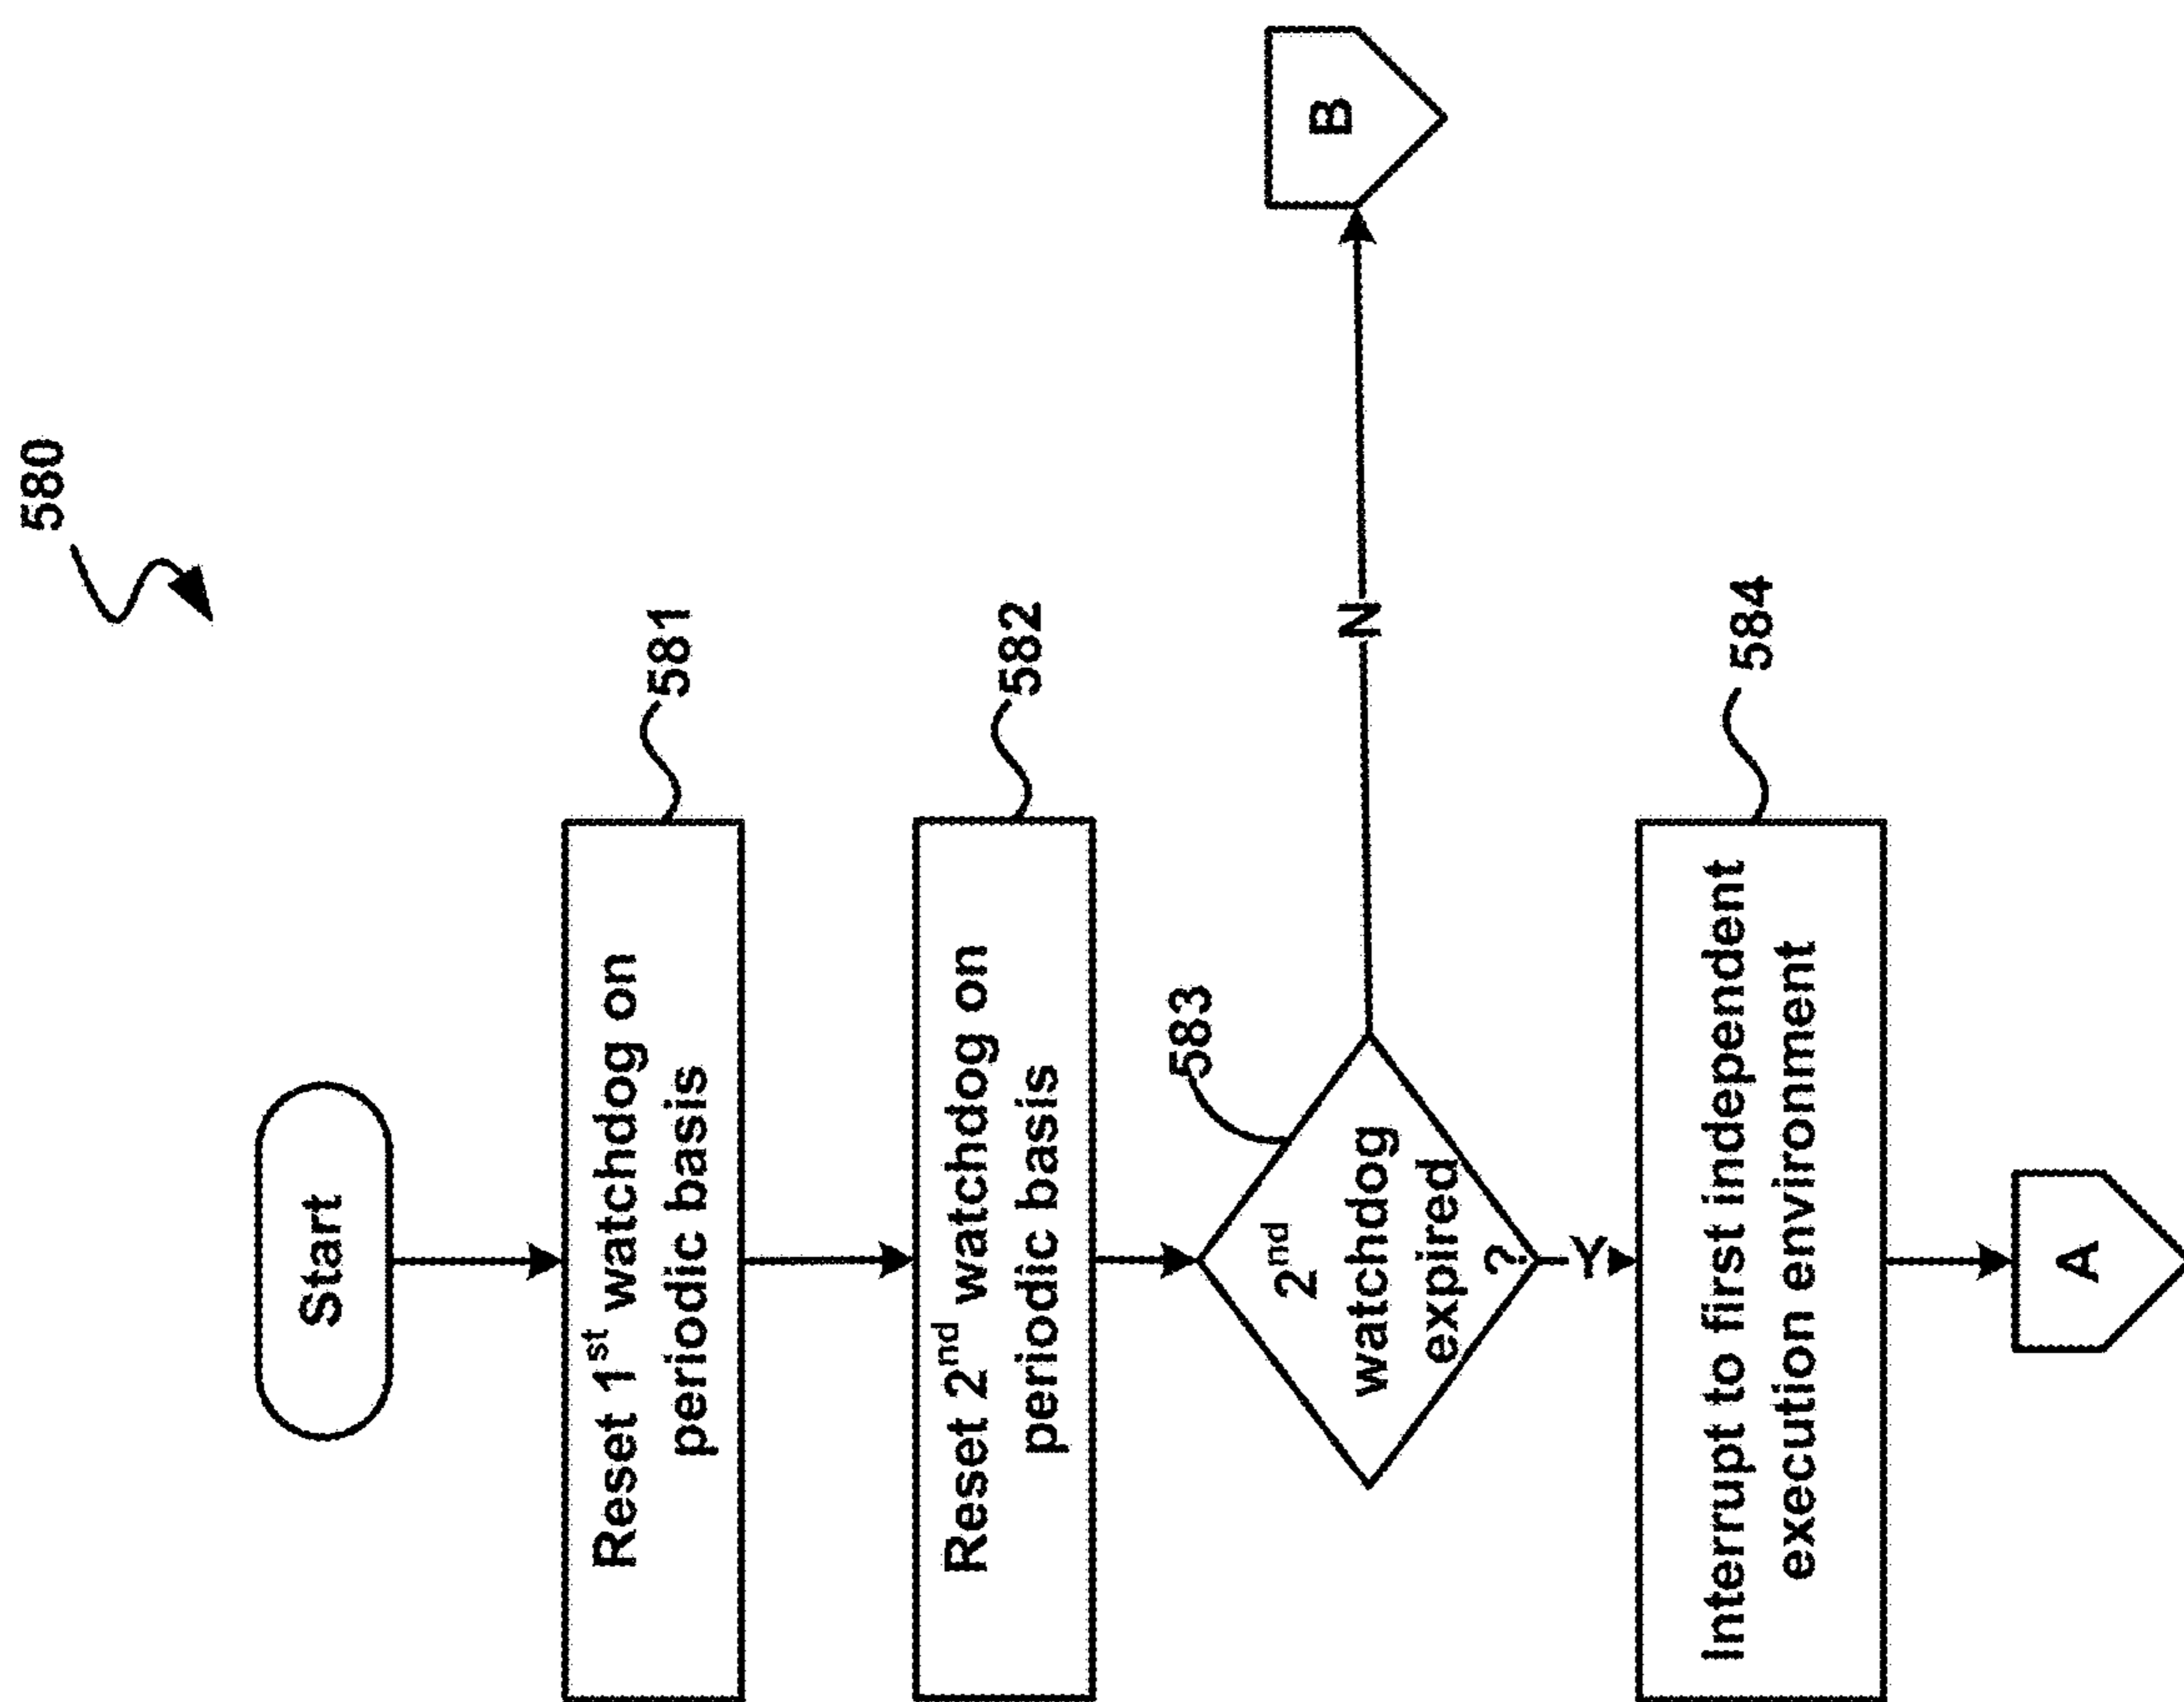 580
Start
Reset 1st watchdog on
periodic basis
581
Reset 2nd watchdog on
periodic basis
582
583
2nd
watchdog
expired
?
N
B
Y
Interrupt to first independent
execution environment
584
A